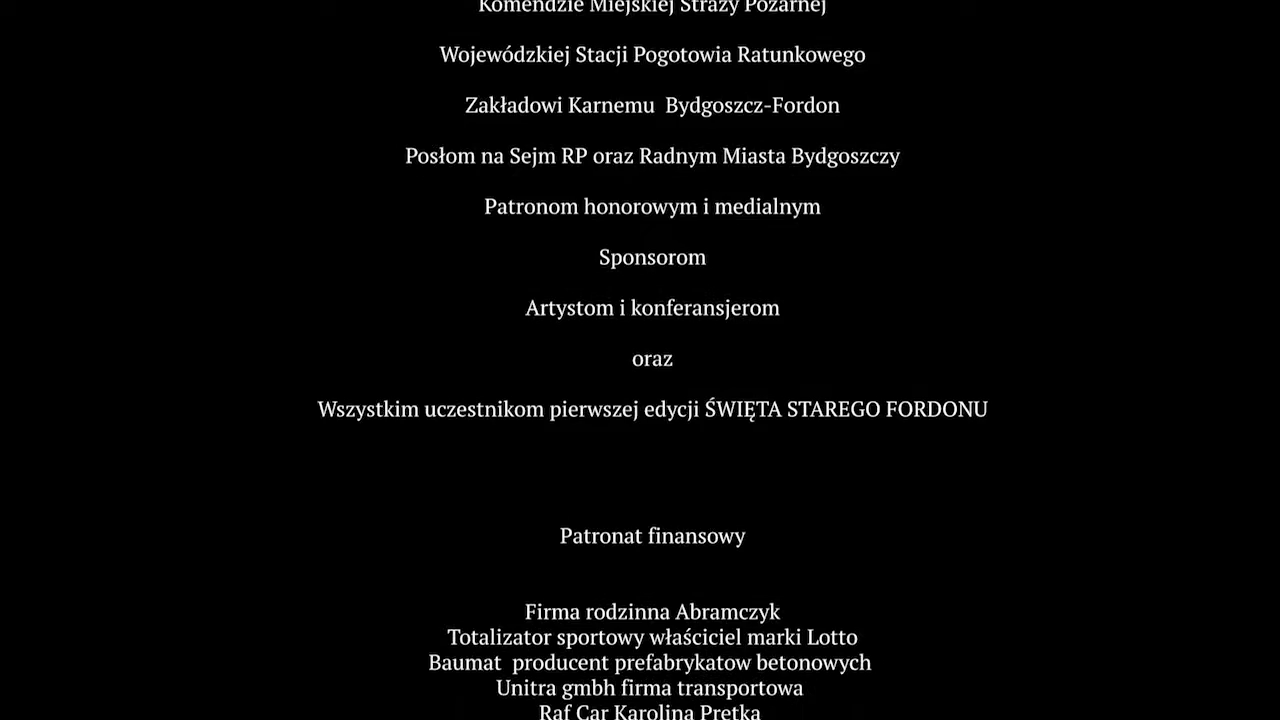 Komendzie Miejskiej Straży Pożarnej
Wojewódzkiej Stacji Pogotowia Ratunkowego
Zakładowi Karnemu  Bydgoszcz-Fordon
Posłom na Sejm RP oraz Radnym Miasta Bydgoszczy
Patronom honorowym i medialnym
Sponsorom
Artystom i konferansjerom
oraz
Wszystkim uczestnikom pierwszej edycji ŚWIĘTA STAREGO FORDONU
Patronat finansowy
Firma rodzinna Abramczyk
Totalizator sportowy właściciel marki Lotto
Baumat  producent prefabrykatow betonowych
Unitra gmbh firma transportowa
Raf Car Karolina Pretka